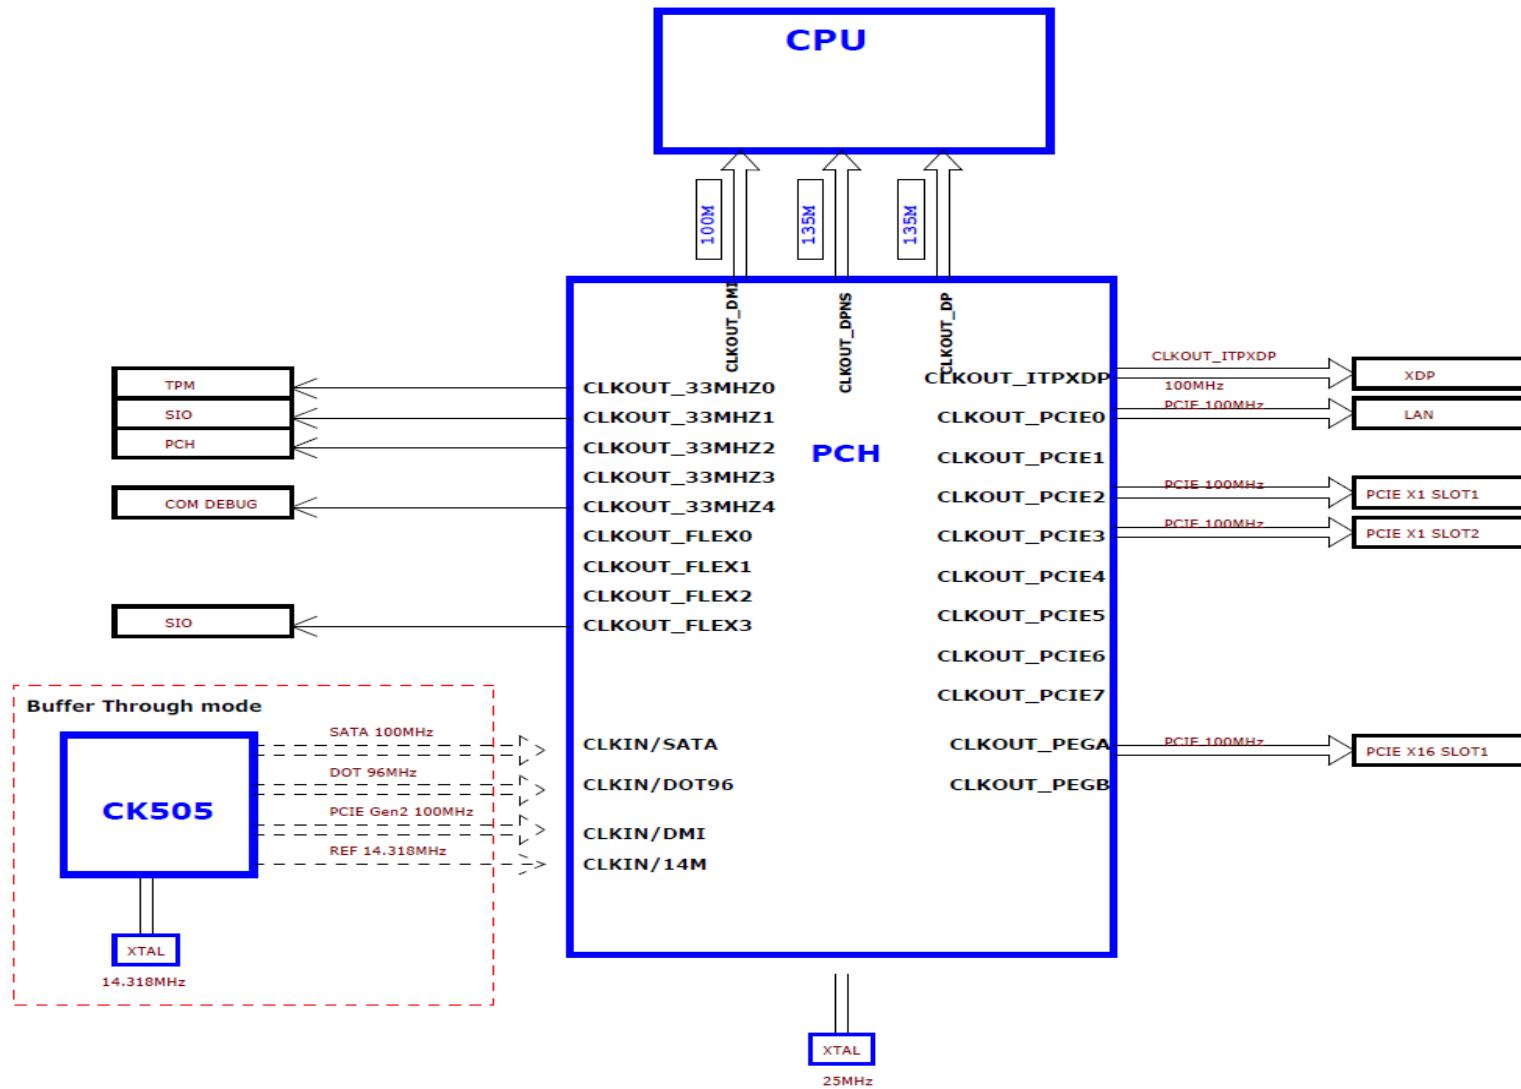 CPU
100M
135M
135M
CLKOUT_DMI
CLKOUT_DPNS
CLKOUT_DP
PCH
TPM
SIO
PCH
COM DEBUG
SIO
CLKOUT_33MHZ0
CLKOUT_33MHZ1
CLKOUT_33MHZ2
CLKOUT_33MHZ3
CLKOUT_33MHZ4
CLKOUT_FLEX0
CLKOUT_FLEX1
CLKOUT_FLEX2
CLKOUT_FLEX3
CLKIN/SATA
CLKIN/DOT96
CLKIN/DMI
CLKIN/14M
CLKOUT_ITPXDP
CLKOUT_PCIE0
CLKOUT_PCIE1
CLKOUT_PCIE2
CLKOUT_PCIE3
CLKOUT_PCIE4
CLKOUT_PCIE5
CLKOUT_PCIE6
CLKOUT_PCIE7
CLKOUT_PEGA
CLKOUT_PEGB
CLKOUT_ITPXDP
100MHz
XDP
PCIE 100MHz
LAN
PCIE 100MHz
PCIE X1 SLOT1
PCIE 100MHz
PCIE X1 SLOT2
PCIE 100MHz
PCIE X16 SLOT1
Buffer Through mode
CK505
SATA 100MHz
DOT 96MHz
PCIE Gen2 100MHz
REF 14.318MHz
XTAL
14.318MHz
XTAL
25MHz